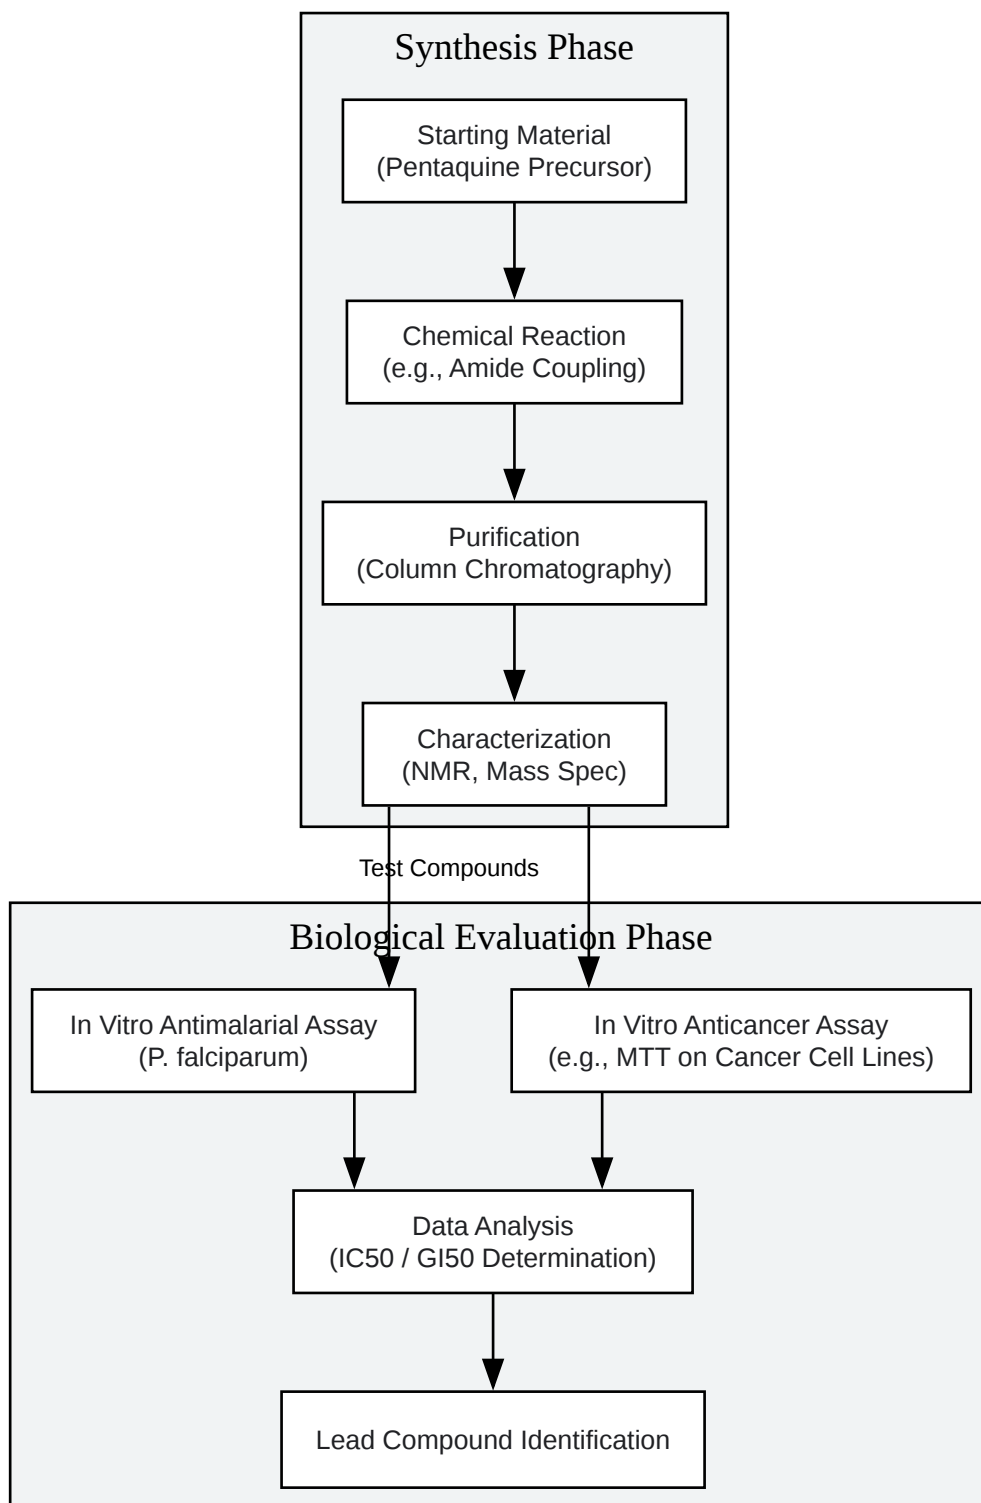 Synthesis Phase
Starting Material
(Pentaquine Precursor)
Chemical Reaction
(e.g., Amide Coupling)
Purification
(Column Chromatography)
Characterization
(NMR, Mass Spec)
Test Compounds
Biological Evaluation Phase
In Vitro Antimalarial Assay
(P. falciparum)
In Vitro Anticancer Assay
(e.g., MTT on Cancer Cell Lines)
Data Analysis
(IC50 / GI50 Determination)
Lead Compound Identification